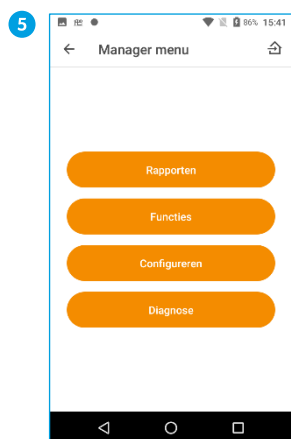 5
86% 15:41
Manager menu
Rapporten
Functies
Configureren
Diagnose